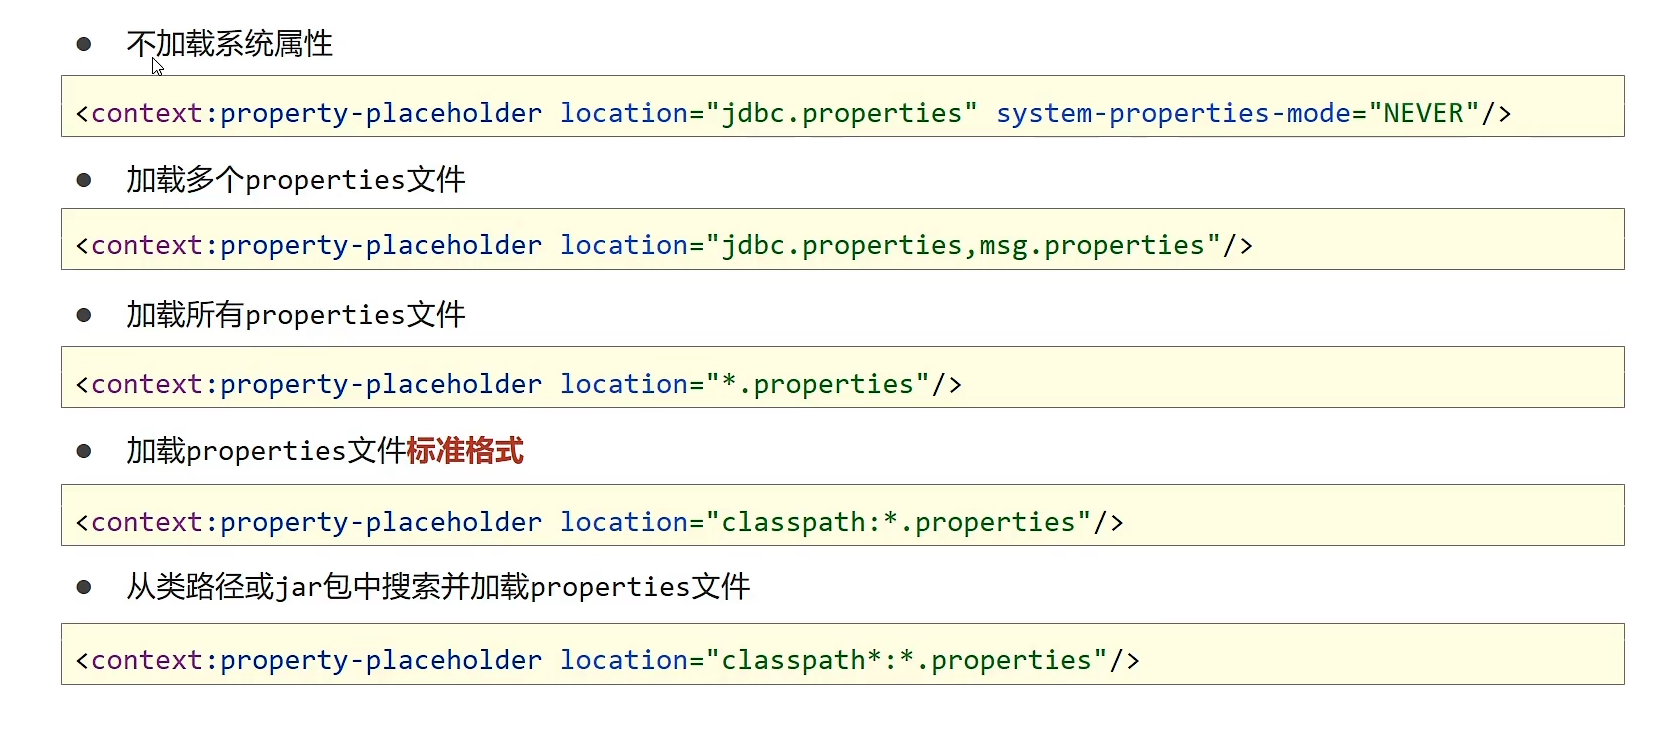 ● 不加载系统属性
<context:property-placeholder location="jdbc.properties" system-properties-mode="NEVER"/>
● 加载多个properties文件
<context:property-placeholder location="jdbc.properties,msg.properties"/>
● 加载所有properties文件
<context:property-placeholder location="*.properties"/>
● 加载properties文件标准格式
<context:property-placeholder location="classpath:*.properties"/>
● 从类路径或jar包中搜索并加载properties文件
<context:property-placeholder location="classpath*:*.properties"/>